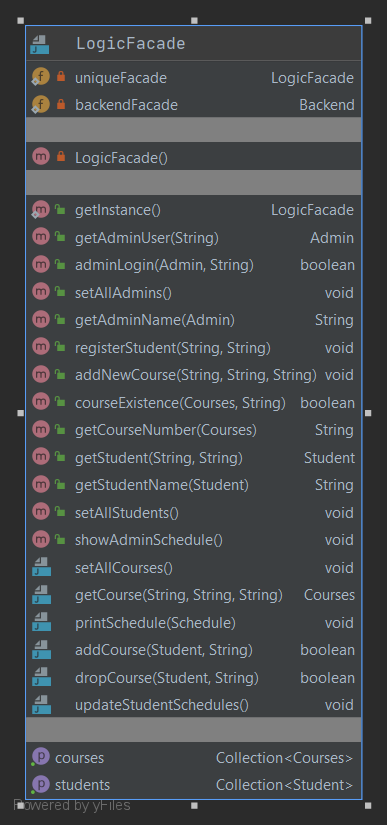 LogicFacade
uniqueFacade LogicFacade
backendFacade Backend
LogicFacade()
getInstance() LogicFacade
getAdminUser(String) Admin
adminLogin(Admin, String) boolean
setAllAdmins() void
getAdminName(Admin) String
registerStudent(String, String) void
addNewCourse(String, String, String) void
courseExistence(Courses, String) boolean
getCourseNumber(Courses) String
getStudent(String, String) Student
getStudentName(Student) String
setAllStudents() void
showAdminSchedule() void
setAllCourses() void
getCourse(String, String, String) Courses
printSchedule(Schedule) void
addCourse(Student, String) boolean
dropCourse(Student, String) boolean
updateStudentSchedules() void
courses Collection<Courses>
students Collection<Student>
Powered by yFiles